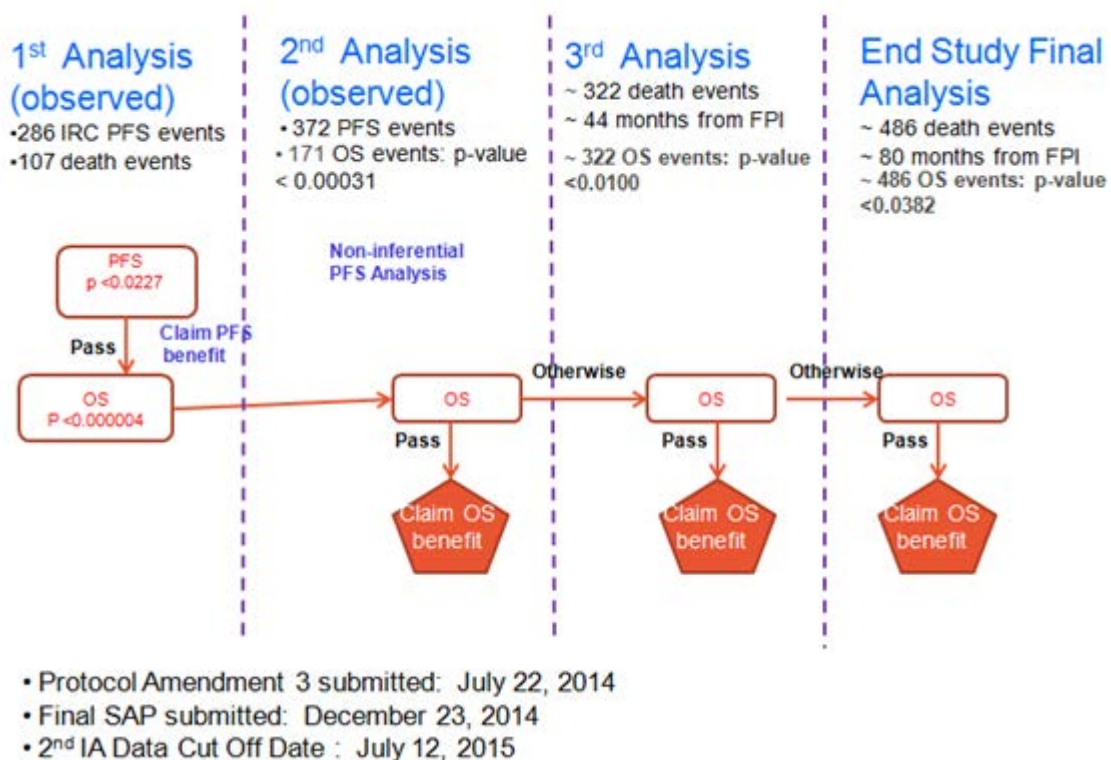 1st Analysis
(observed)
•286 IRC PFS events
•107 death events
2nd Analysis
(observed)
• 372 PFS events
• 171 OS events: p-value
< 0.00031
3rd Analysis
~ 322 death events
~ 44 months from FPI
~ 322 OS events: p-value
<0.0100
End Study Final
Analysis
~ 486 death events
~ 80 months from FPI
~ 486 OS events: p-value
<0.0382
Non-inferential
PFS Analysis
PFS
p <0.0227
Pass
Claim PFS
benefit
OS
P <0.000004
OS
Pass
Claim OS
benefit
Otherwise
OS
Pass
Claim OS
benefit
Otherwise
OS
Pass
Claim OS
benefit
• Protocol Amendment 3 submitted: July 22, 2014
• Final SAP submitted: December 23, 2014
• 2nd IA Data Cut Off Date : July 12, 2015